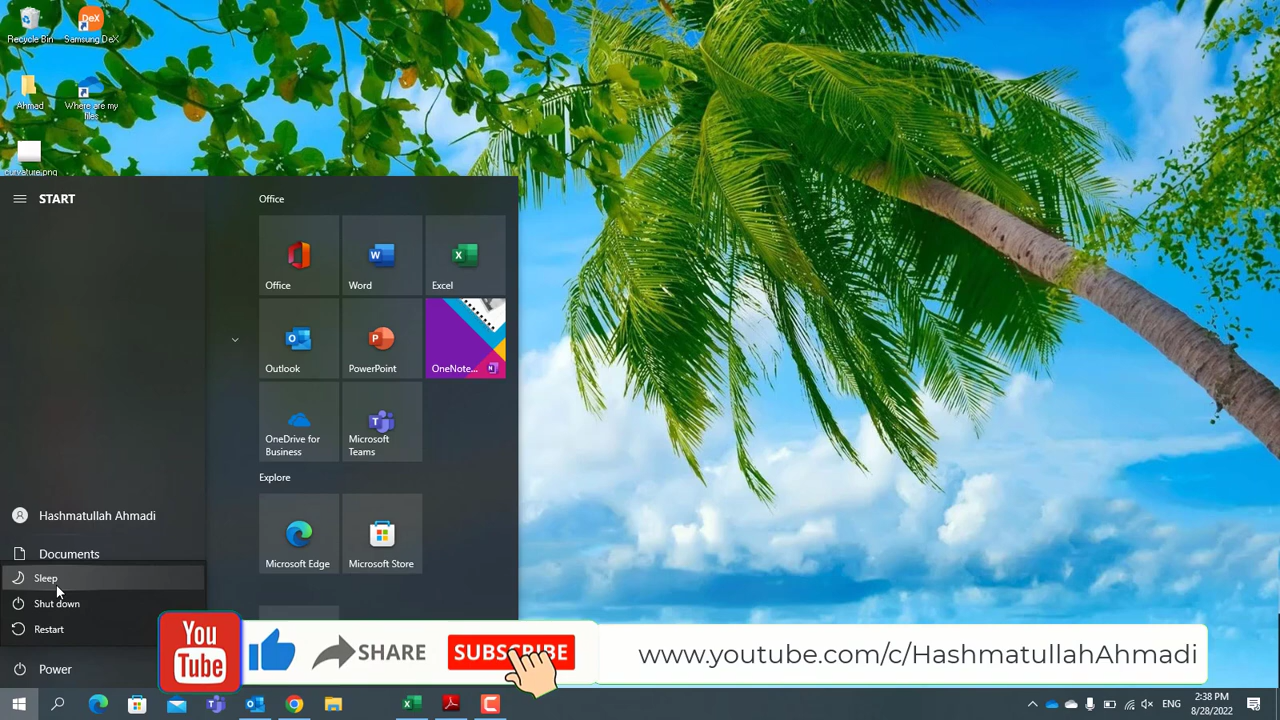 Recycle Bin
Samsung DeX
Ahmad
Where are my
files
curvature.png
START
Office
Office
Word
Excel
Outlook
PowerPoint
OneNote...
OneDrive for
Business
Microsoft
Teams
Explore
Microsoft Edge
Microsoft Store
Hashmatullah Ahmadi
Documents
Sleep
Shut down
Restart
Power
You
Tube
SHARE
SUBSCRIBE
www.youtube.com/c/HashmatullahAhmadi
ENG
2:38 PM
8/28/2022